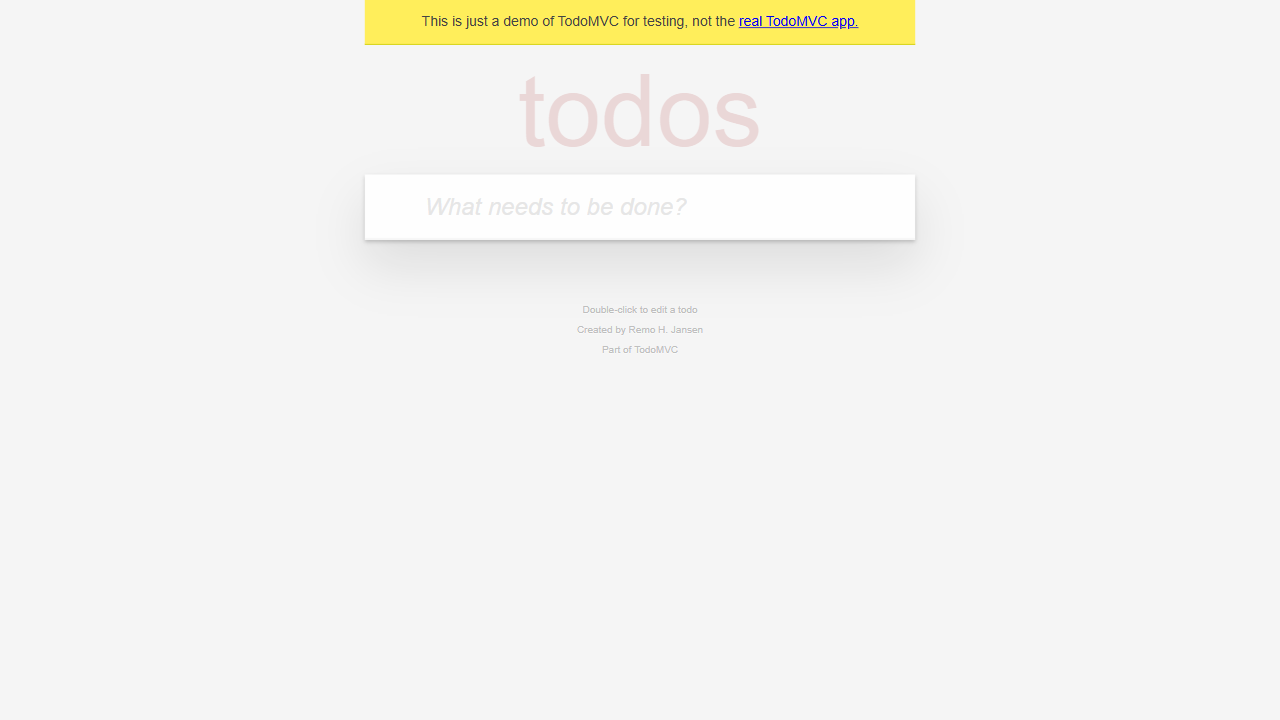 This is just a demo of TodoMVC for testing, not the real TodoMVC app.
todos
What needs to be done?
Double-click to edit a todo
Created by Remo H. Jansen
Part of TodoMVC